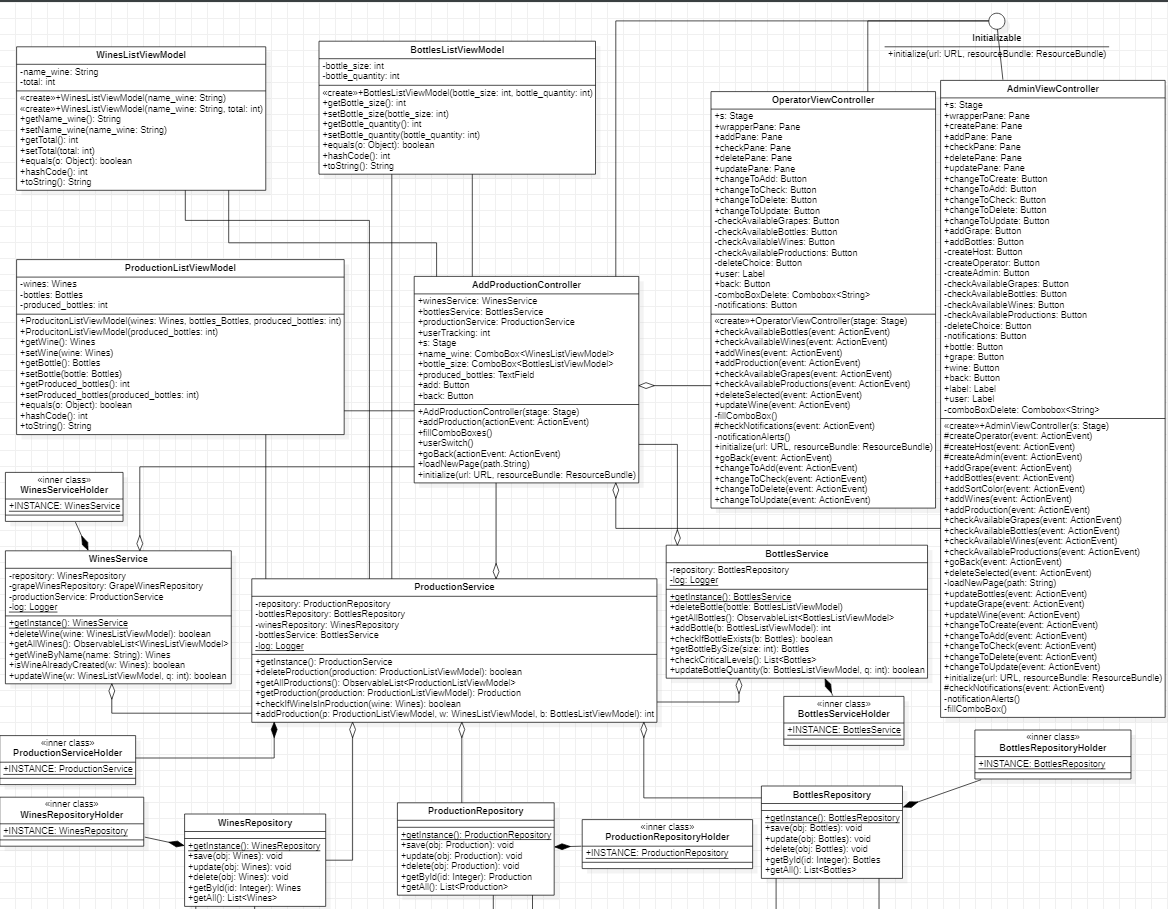 WinesListViewModel
-name_wine: String
-total: int
«create»+WinesListViewModel(name_wine: String)
«create»+WinesListViewModel(name_wine: String, total: int)
+getName_wine(): String
+setName_wine(name_wine: String)
+getTotal(): int
+setTotal(total: int)
+equals(o: Object): boolean
+hashCode(): int
+toString(): String
BottlesListViewModel
-bottle_size: int
-bottle_quantity: int
«create»+BottlesListViewModel(bottle_size: int, bottle_quantity: int)
+getBottle_size(): int
+setBottle_size(bottle_size: int)
+getBottle_quantity(): int
+setBottle_quantity(bottle_quantity: int)
+equals(o: Object): boolean
+hashCode(): int
+toString(): String
Initializable
+initialize(url: URL, resourceBundle: ResourceBundle)
OperatorViewController
+s: Stage
+wrapperPane: Pane
+addPane: Pane
+checkPane: Pane
+deletePane: Pane
+updatePane: Pane
+changeToAdd: Button
+changeToCheck: Button
+changeToDelete: Button
+changeToUpdate: Button
-checkAvailableGrapes: Button
-checkAvailableBottles: Button
-checkAvailableWines: Button
-checkAvailableProductions: Button
-deleteChoice: Button
+user: Label
+back: Button
-comboBoxDelete: Combobox<String>
-notifications: Button
«create»+OperatorViewController(stage: Stage)
+checkAvailableBottles(event: ActionEvent)
+checkAvailableWines(event: ActionEvent)
+addWines(event: ActionEvent)
+addProduction(event: ActionEvent)
+checkAvailableGrapes(event: ActionEvent)
+checkAvailableProductions(event: ActionEvent)
+deleteSelected(event: ActionEvent)
+updateWine(event: ActionEvent)
-fillComboBox()
#checkNotifications(event: ActionEvent)
-notificationAlerts()
+initialize(url: URL, resourceBundle: ResourceBundle)
+goBack(event: ActionEvent)
+changeToAdd(event: ActionEvent)
+changeToCheck(event: ActionEvent)
+changeToDelete(event: ActionEvent)
+changeToUpdate(event: ActionEvent)
AdminViewController
+s: Stage
+wrapperPane: Pane
+createPane: Pane
+addPane: Pane
+checkPane: Pane
+deletePane: Pane
+updatePane: Pane
+changeToCreate: Button
+changeToAdd: Button
+changeToCheck: Button
+changeToDelete: Button
+changeToUpdate: Button
+addGrape: Button
+addBottles: Button
-createHost: Button
-createOperator: Button
-createAdmin: Button
-checkAvailableGrapes: Button
-checkAvailableBottles: Button
-checkAvailableWines: Button
-checkAvailableProductions: Button
-deleteChoice: Button
-notifications: Button
+bottle: Button
+grape: Button
+wine: Button
+back: Button
+label: Label
+user: Label
-comboBoxDelete: Combobox<String>
«create»+AdminViewController(s: Stage)
#createOperator(event: ActionEvent)
#createHost(event: ActionEvent)
#createAdmin(event: ActionEvent)
+addGrape(event: ActionEvent)
+addBottles(event: ActionEvent)
+addSortColor(event: ActionEvent)
+addWines(event: ActionEvent)
+addProduction(event: ActionEvent)
+checkAvailableGrapes(event: ActionEvent)
+checkAvailableBottles(event: ActionEvent)
+checkAvailableWines(event: ActionEvent)
+checkAvailableProductions(event: ActionEvent)
+goBack(event: ActionEvent)
+deleteSelected(event: ActionEvent)
-loadNewPage(path: String)
+updateBottles(event: ActionEvent)
+updateGrape(event: ActionEvent)
+updateWine(event: ActionEvent)
+changeToCreate(event: ActionEvent)
+changeToAdd(event: ActionEvent)
+changeToCheck(event: ActionEvent)
+changeToDelete(event: ActionEvent)
+changeToUpdate(event: ActionEvent)
+initialize(url: URL, resourceBundle: ResourceBundle)
#checkNotifications(event: ActionEvent)
-notificationAlerts()
-fillComboBox()
ProductionListViewModel
-wines: Wines
-bottles: Bottles
-produced_bottles: int
+ProducitonListViewModel(wines: Wines, bottles_Bottles, produced_bottles: int)
+ProducitonListViewModel(produced_bottles: int)
+getWine(): Wines
+setWine(wine: Wines)
+getBottle(): Bottles
+setBottle(bottle: Bottles)
+getProduced_bottles(): int
+setProduced_bottles(produced_bottles: int)
+equals(o: Object): boolean
+hashCode(): int
+toString(): String
AddProductionController
+winesService: WinesService
+bottlesService: BottlesService
+productionService: ProductionService
+userTracking: int
+s: Stage
+name_wine: ComboBox<WinesListViewModel>
+bottle_size: ComboBox<BottlesListViewModel>
+produced_bottles: TextField
+add: Button
+back: Button
+AddProductionController(stage: Stage)
+addProduction(actionEvent: ActionEvent)
+fillComboBoxes()
+userSwitch()
+goBack(actionEvent: ActionEvent)
+loadNewPage(path.String)
+initialize(url: URL, resourceBundle: ResourceBundle)
«inner class»
WinesServiceHolder
+INSTANCE: WinesService
WinesService
-repository: WinesRepository
-grapeWinesRepository: GrapeWinesRepository
-productionService: ProductionService
-log: Logger
+getInstance(): WinesService
+deleteWine(wine: WinesListViewModel): boolean
+getAllWines(): ObservableList<WinesListViewModel>
+getWineByName(name: String): Wines
+isWineAlreadyCreated(w: Wines): boolean
+updateWine(w: WinesListViewModel, q: int): boolean
ProductionService
-repository: ProductionRepository
-bottlesRepository: BottlesRepository
-winesRepository: WinesRepository
-bottlesService: BottlesService
-log: Logger
+getInstance(): ProductionService
+deleteProduction(production: ProductionListViewModel): boolean
+getAllProductions(): ObservableList<ProductionListViewModel>
+getProduction(production: ProductionListViewModel): Production
+checkIfWineIsInProduction(wine: Wines): boolean
+addProduction(p: ProductionListViewModel, w: WinesListViewModel, b: BottlesListViewModel): int
BottlesService
-repository: BottlesRepository
-log: Logger
+getInstance(): BottlesService
+deleteBottle(bottle: BottlesListViewModel)
+getAllBottles(): ObservableList<BottlesListViewModel>
+addBottle(b: BottlesListViewModel): int
+checkIfBottleExists(b: Bottles): boolean
+getBottleBySize(size: int): Bottles
+checkCriticalLevels(): List<Bottles>
+updateBottleQuantity(b: BottlesListViewModel, q: int): boolean
«inner class»
BottlesServiceHolder
+INSTANCE: BottlesService
«inner class»
ProductionServiceHolder
+INSTANCE: ProductionService
«inner class»
BottlesRepositoryHolder
+INSTANCE: BottlesRepository
«inner class»
WinesRepositoryHolder
+INSTANCE: WinesRepository
WinesRepository
+getInstance(): WinesRepository
+save(obj: Wines): void
+update(obj: Wines): void
+delete(obj: Wines): void
+getById(id: Integer): Wines
+getAll(): List<Wines>
ProductionRepository
+getInstance(): ProductionRepository
+save(obj: Production): void
+update(obj: Production): void
+delete(obj: Production): void
+getById(id: Integer): Production
+getAll(): List<Production>
«inner class»
ProductionRepositoryHolder
+INSTANCE: ProductionRepository
BottlesRepository
+getInstance(): BottlesRepository
+save(obj: Bottles): void
+update(obj: Bottles): void
+delete(obj: Bottles): void
+getById(id: Integer): Bottles
+getAll(): List<Bottles>